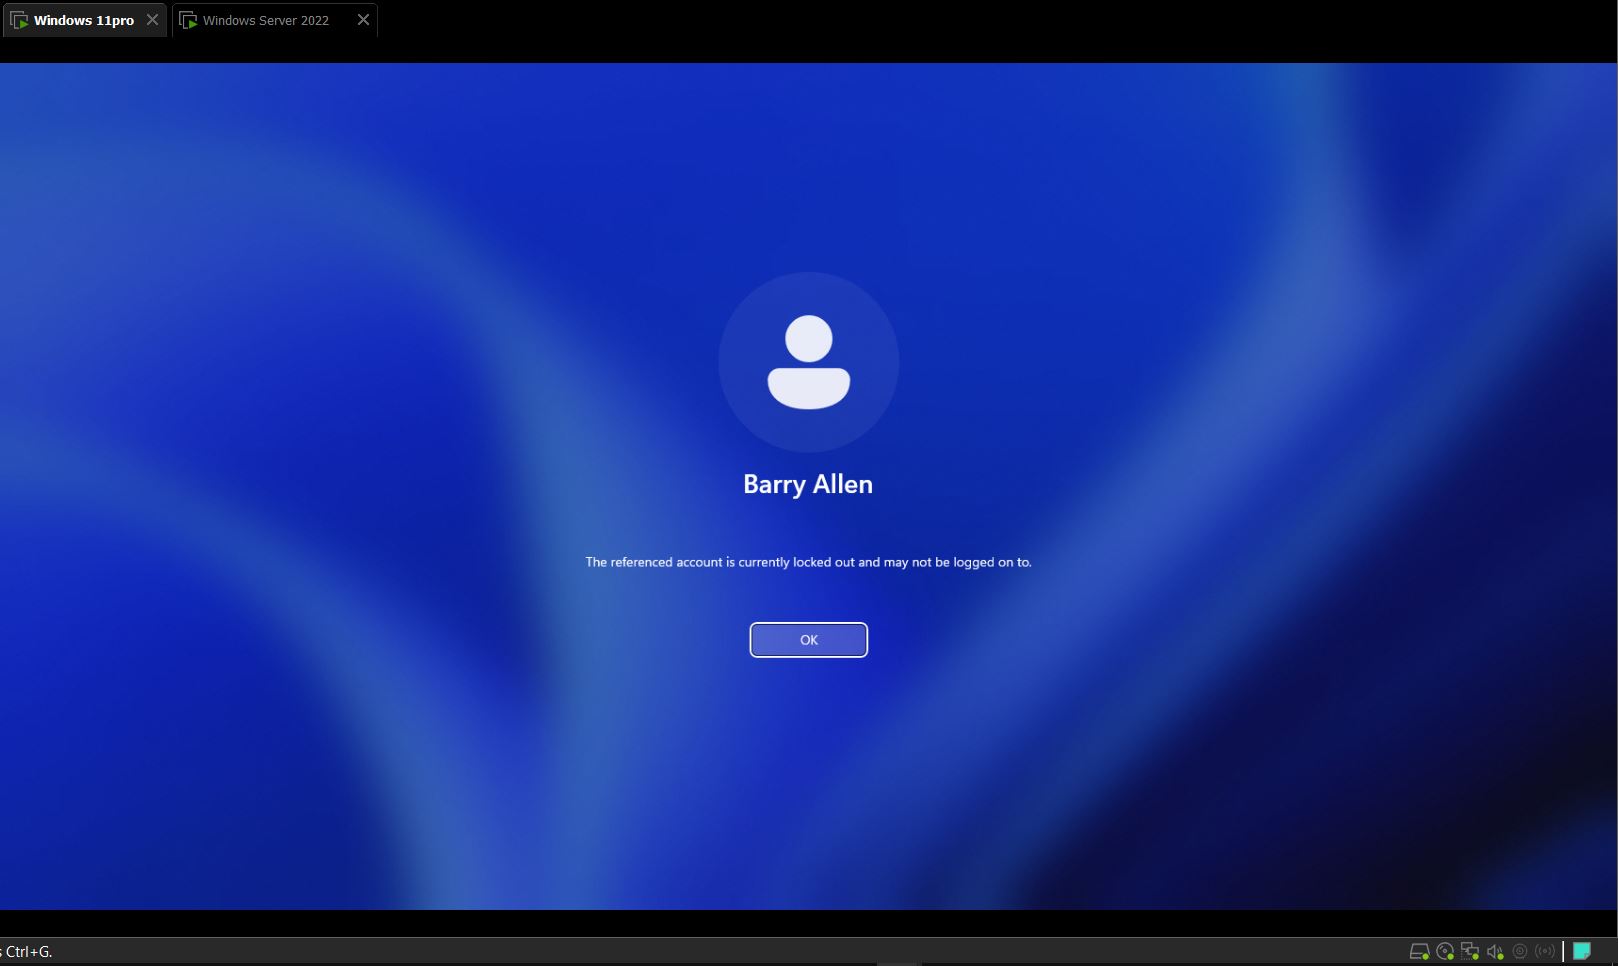 Windows 11pro
Windows Server 2022
Barry Allen
The referenced account is currently locked out and may not be logged on to.
OK
Ctrl+G.